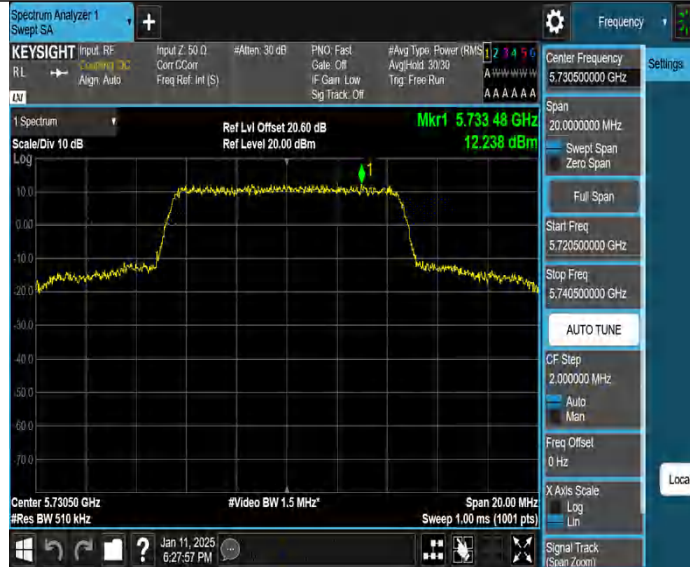 Spectrum Analyzer 1
Swept SA
+
Frequency
KEYSIGHT
RL
LXI
Input: RF
Coupling: DC
Align: Auto
Input Z: 50 Ω
Corr CCorr
Freq Ref: Int (S)
#Atten: 30 dB
PNO: Fast
Gate: Off
IF Gain: Low
Sig Track: Off
#Avg Type: Power (RMS
Avg|Hold: 30/30
Trig: Free Run
1 2 3 4 5 6
A W W W W W
A A A A A A
1 Spectrum
Scale/Div 10 dB
Ref Lvl Offset 20.60 dB
Ref Level 20.00 dBm
Mkr1 5.733 48 GHz
12.238 dBm
Log
1
10.0
0.00
-10.0
-20.0
-30.0
-40.0
-50.0
-60.0
-70.0
Center 5.73050 GHz
#Res BW 510 kHz
#Video BW 1.5 MHz*
Span 20.00 MHz
Sweep 1.00 ms (1001 pts)
?
Jan 11, 2025
6:27:57 PM
Center Frequency
5.730500000 GHz
Settings
Span
20.0000000 MHz
Swept Span
Zero Span
Full Span
Start Freq
5.720500000 GHz
Stop Freq
5.740500000 GHz
AUTO TUNE
CF Step
2.000000 MHz
Auto
Man
Freq Offset
0 Hz
X Axis Scale
Log
Lin
Loca
Signal Track
(Span Zoom)